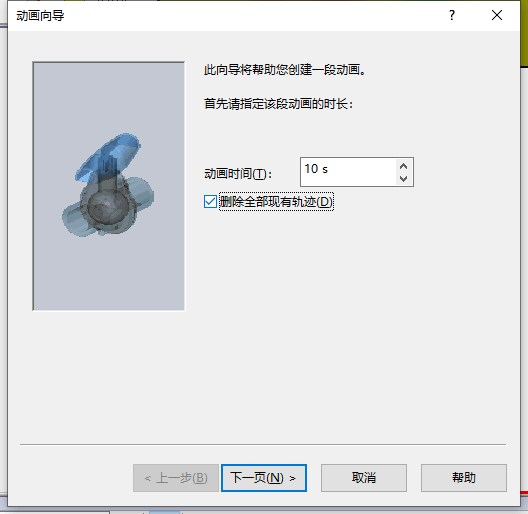 动画向导
?
此向导将帮助您创建一段动画。
首先请指定该段动画的时长：
动画时间(T)： 10 s
删除全部现有轨迹(D)
< 上一步(B) 下一页(N) > 取消 帮助